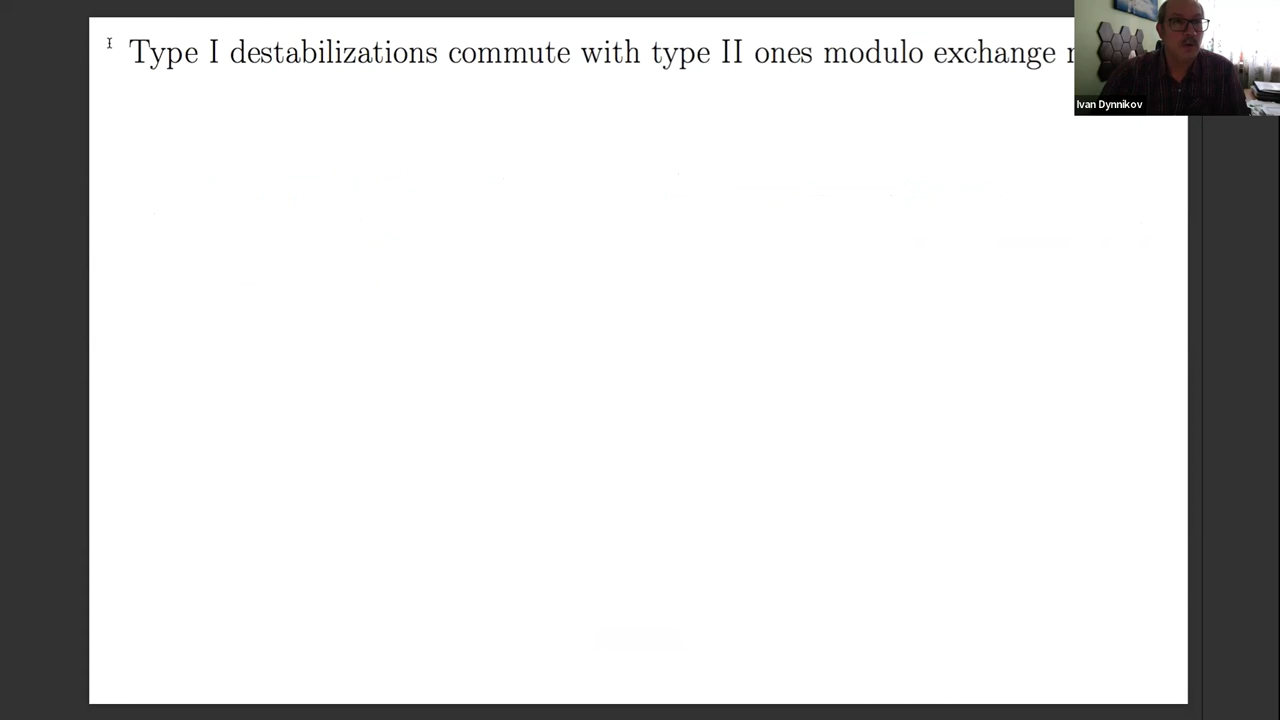 Type I destabilizations commute with type II ones modulo exchange
Ivan Dynnikov